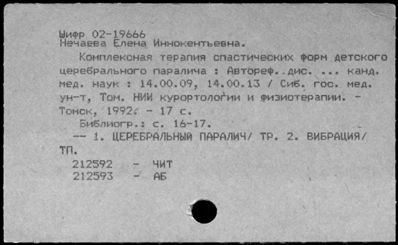 Шифр 02-19666
Нечаева Елена Иннокентьевна.
Комплексная терапия спастических форм детского
церебрального паралича : Автореф. дис. ... канд.
мед. наук : 14.00.09, 14.00.13 / Сиб. гос. мед.
ун-т, Том. НИИ курортологии и физиотерапии. -
Томск, 1992. - 17 с.
Библиогр.: с. 16-17.
-- 1. ЦЕРЕБРАЛЬНЫЙ ПАРАЛИЧ/ ТР. 2. ВИБРАЦИЯ/
ТП.
212592 - ЧИТ
212593 - АБ